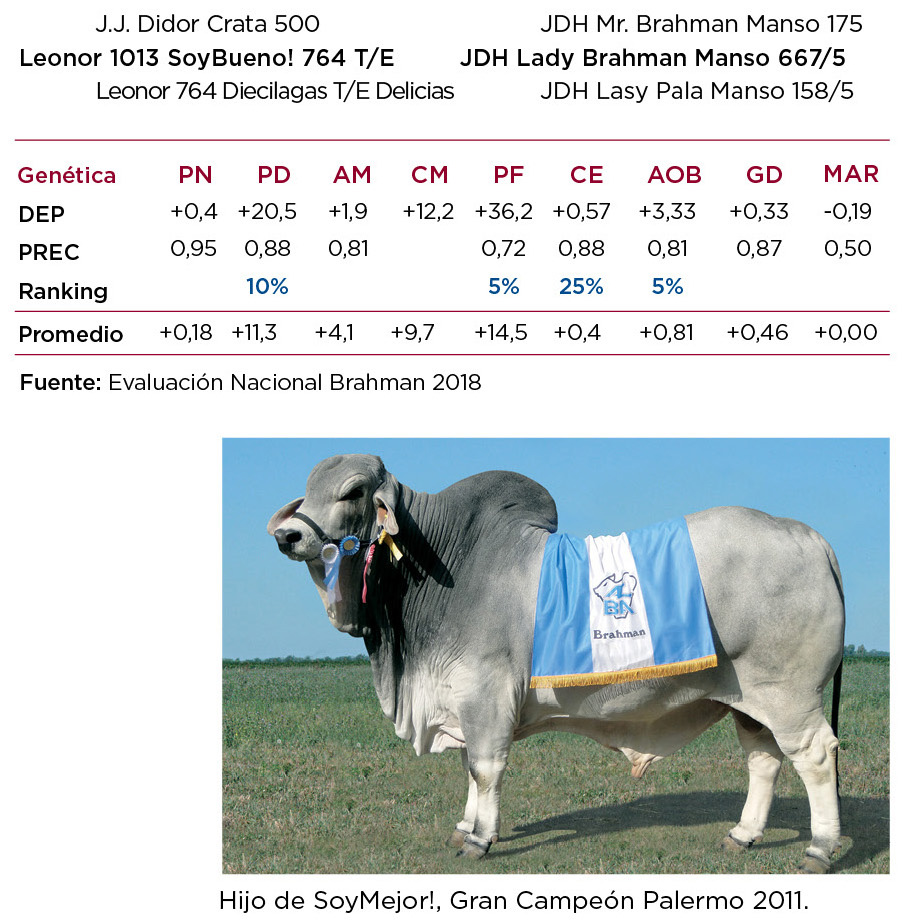 J.J. Didor Crata 500 JDH Mr. Brahman Manso 175
Leonor 1013 SoyBueno! 764 T/E JDH Lady Brahman Manso 667/5
Leonor 764 Diecilagas T/E Delicias JDH Lasy Pala Manso 158/5
Genética PN PD AM CM PF CE AOB GD MAR
DEP +0,4 +20,5 +1,9 +12,2 +36,2 +0,57 +3,33 +0,33 -0,19
PREC 0,95 0,88 0,81 0,72 0,88 0,81 0,87 0,50
Ranking 10% 5% 25% 5%
Promedio +0,18 +11,3 +4,1 +9,7 +14,5 +0,4 +0,81 +0,46 +0,00
Fuente: Evaluación Nacional Brahman 2018
Brahman
Hijo de SoyMejor!, Gran Campeón Palermo 2011.